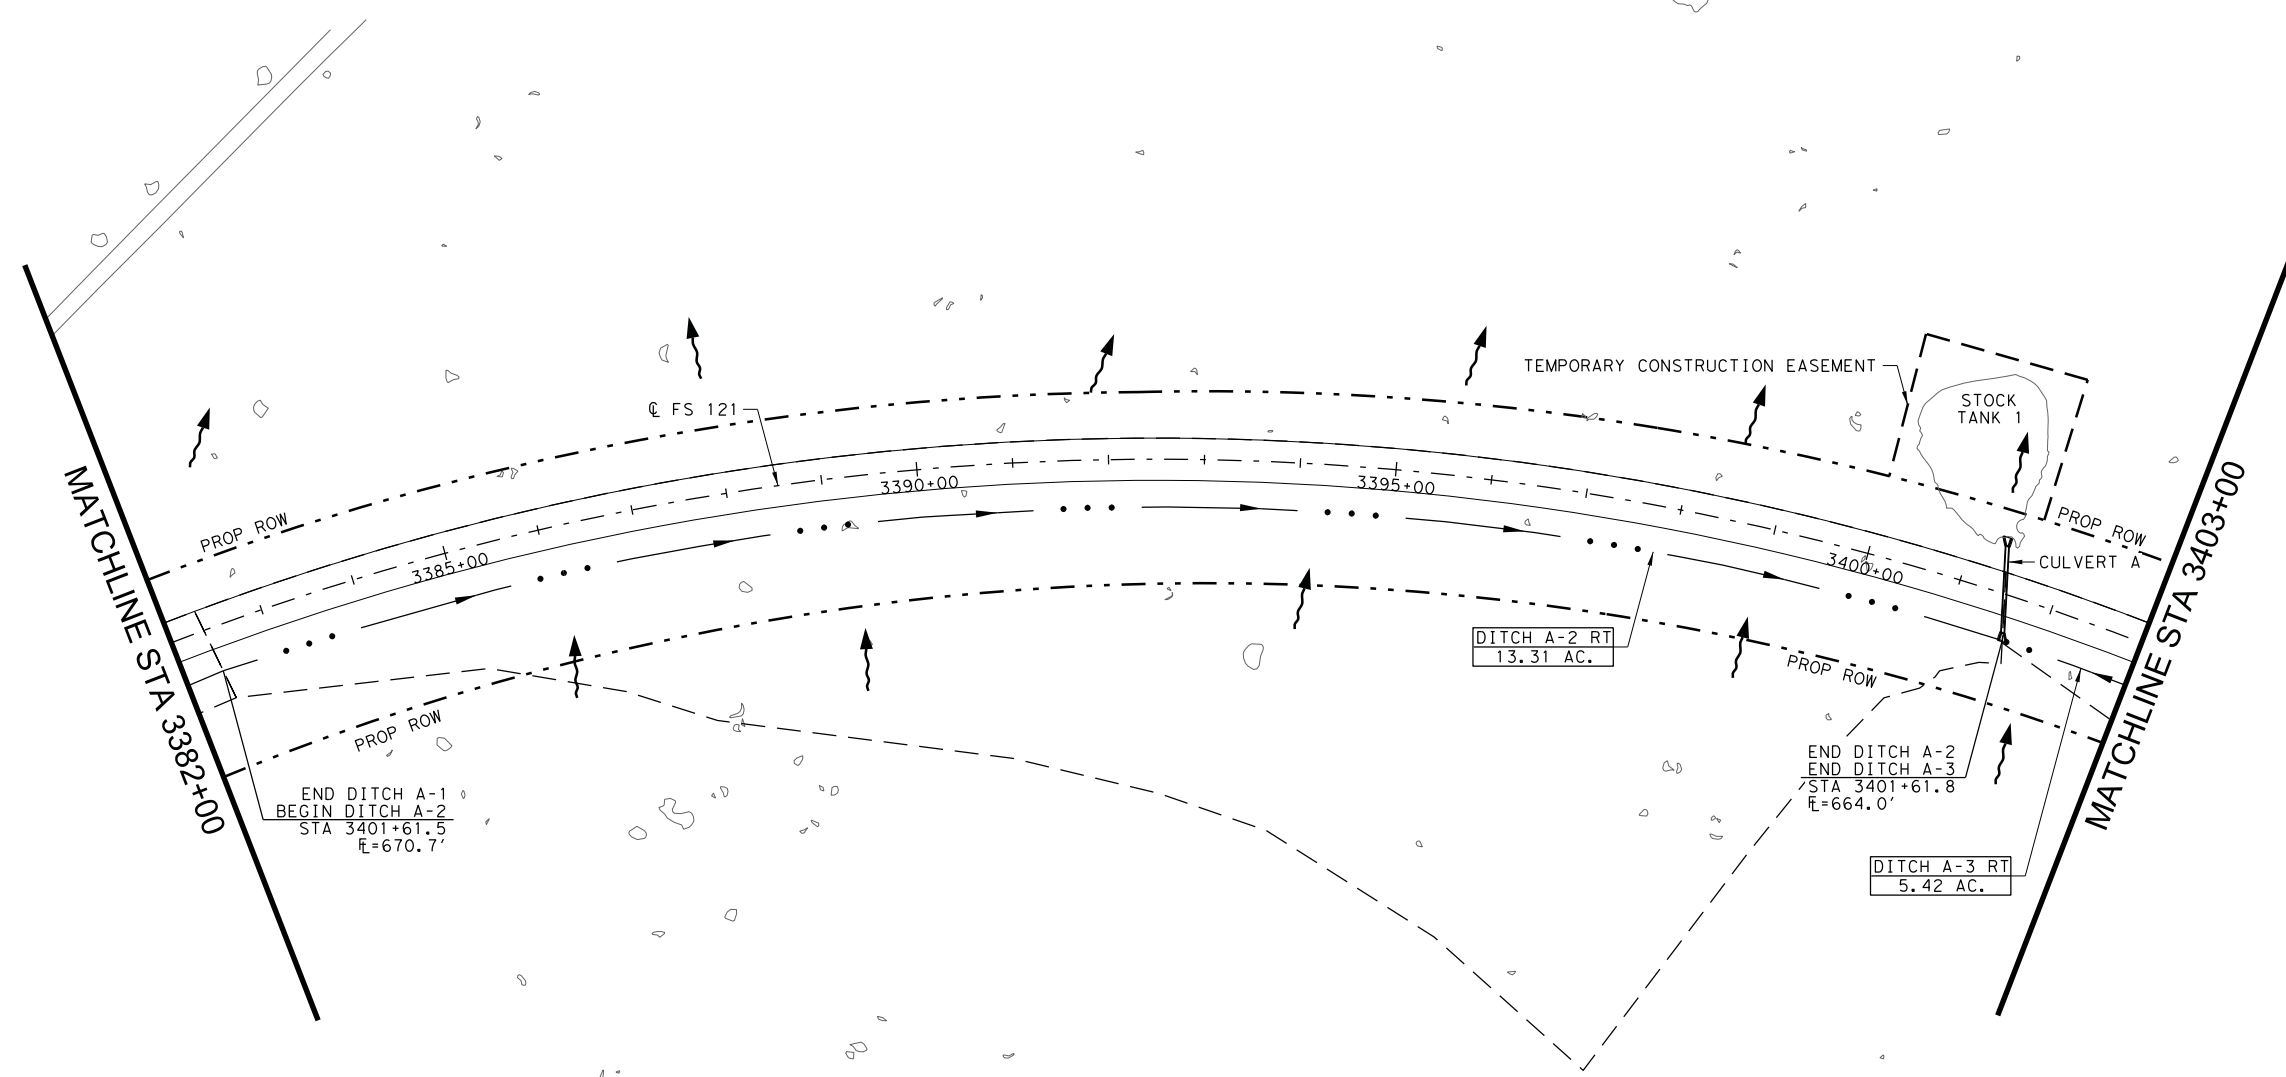 TEMPORARY CONSTRUCTION EASEMENT
STOCK
TANK 1
℄ FS 121
3390+00
3395+00
PROP ROW
PROP ROW
3385+00
3400+00
CULVERT A
MATCHLINE STA 3382+00
MATCHLINE STA 3403+00
DITCH A-2 RT
13.31 AC.
PROP ROW
PROP ROW
END DITCH A-1
BEGIN DITCH A-2
STA 3401+61.5
FL=670.7'
END DITCH A-2
END DITCH A-3
STA 3401+61.8
FL=664.0'
DITCH A-3 RT
5.42 AC.